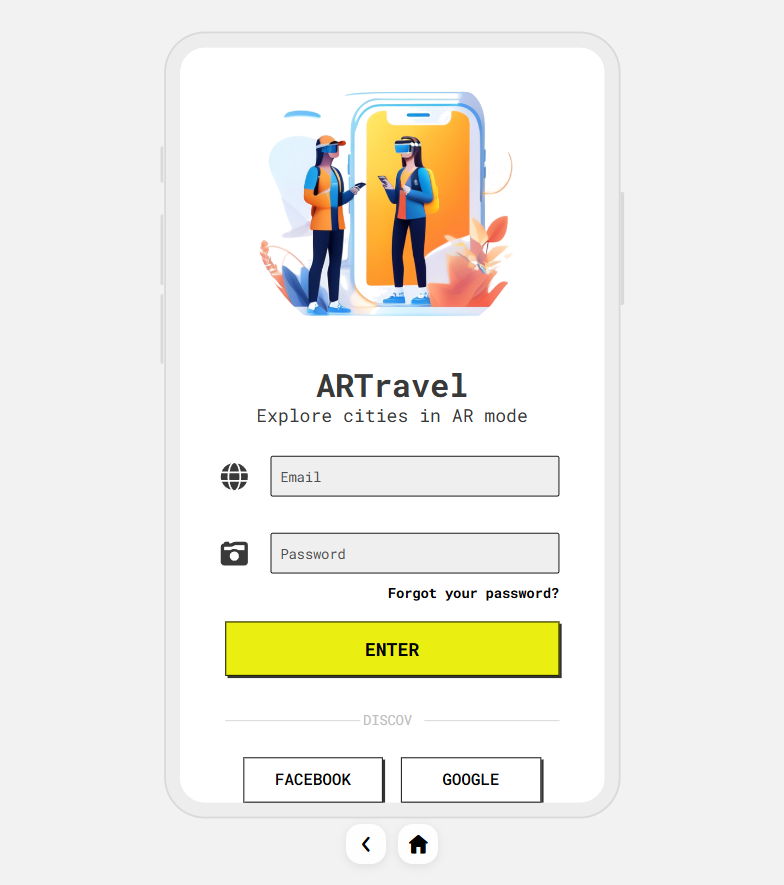 ARTravel
Explore cities in AR mode
Email
Password
Forgot your password?
ENTER
DISCOV
FACEBOOK
GOOGLE